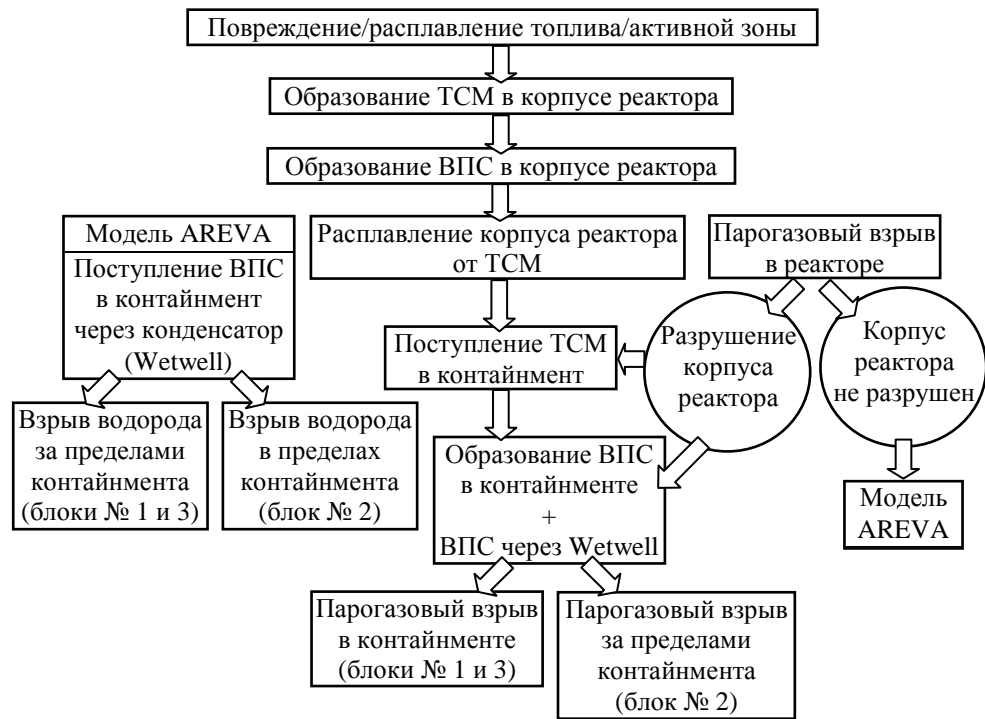 Повреждение/расплавление топлива/активной зоны
Образование ТСМ в корпусе реактора
Образование ВПС в корпусе реактора
Модель AREVA
Поступление ВПС
в контайнмент
через конденсатор
(Wetwell)
Расплавление корпуса реактора
от ТСМ
Парогазовый взрыв
в реакторе
Поступление ТСМ
в контайнмент
Разрушение
корпуса
реактора
Корпус
реактора
не разрушен
Взрыв водорода
за пределами
контайнмента
(блоки № 1 и 3)
Взрыв водорода
в пределах
контайнмента
(блок № 2)
Образование ВПС
в контайнменте
+
ВПС через Wetwell
Модель
AREVA
Парогазовый взрыв
в контайнменте
(блоки № 1 и 3)
Парогазовый взрыв
за пределами
контайнмента
(блок № 2)